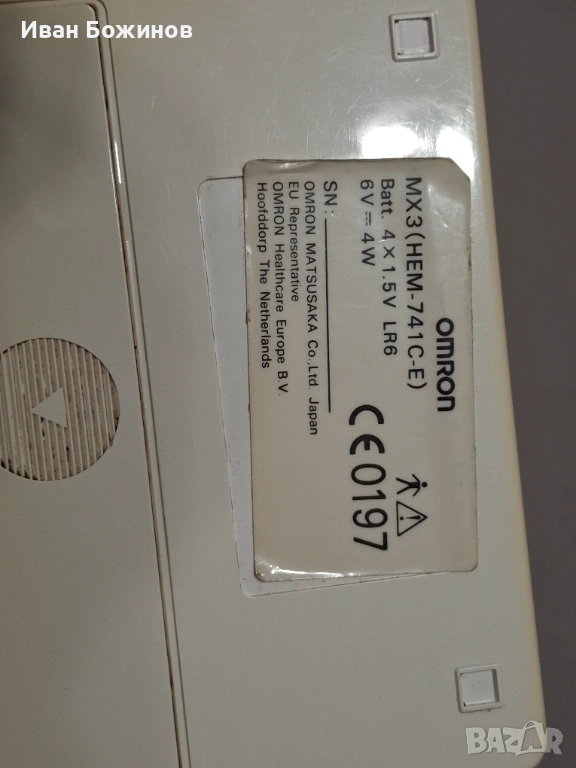 Иван Божинов
OMRON
MX3 (HEM-741C-E)
Batt. 4 × 1.5V LR6
6V⎓4W
CE0197
SN:
OMRON MATSUSAKA Co.,Ltd. Japan
EU Representative
OMRON Healthcare Europe B.V.
Hoofddorp The Netherlands
BAZAR